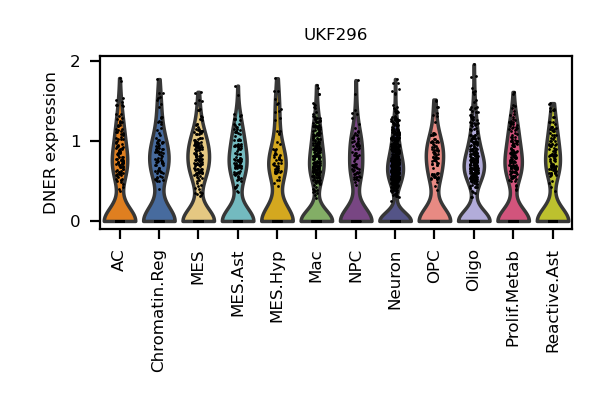 UKF296
DNER expression
2
1
0
AC
Chromatin.Reg
MES
MES.Ast
MES.Hyp
Mac
NPC
Neuron
OPC
Oligo
Prolif.Metab
Reactive.Ast